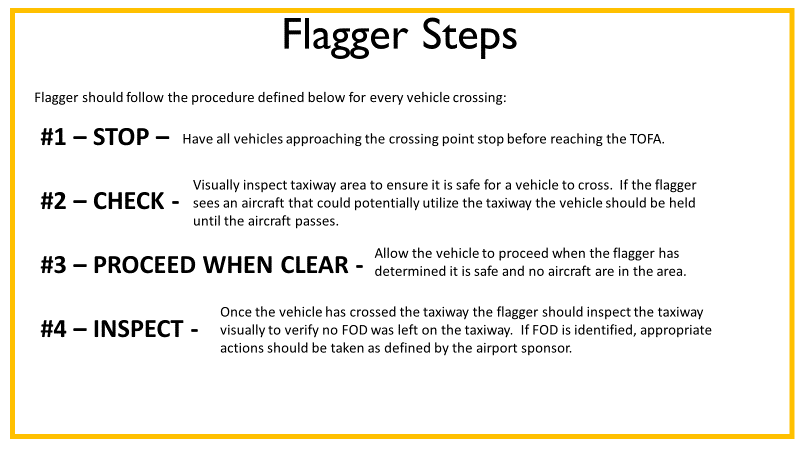 Flagger Steps
Flagger should follow the procedure defined below for every vehicle crossing:
#1 – STOP – Have all vehicles approaching the crossing point stop before reaching the TOFA.
#2 – CHECK - Visually inspect taxiway area to ensure it is safe for a vehicle to cross. If the flagger
sees an aircraft that could potentially utilize the taxiway the vehicle should be held
until the aircraft passes.
#3 – PROCEED WHEN CLEAR - Allow the vehicle to proceed when the flagger has
determined it is safe and no aircraft are in the area.
#4 – INSPECT - Once the vehicle has crossed the taxiway the flagger should inspect the taxiway
visually to verify no FOD was left on the taxiway. If FOD is identified, appropriate
actions should be taken as defined by the airport sponsor.